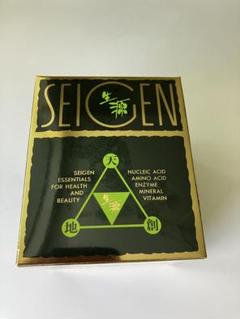 生源
SEIGEN
天
SEIGEN
ESSENTIALS
FOR HEALTH
AND
BEAUTY
NUCLEIC ACID
AMINO ACID
ENZYME
MINERAL
VITAMIN
生源
地
創